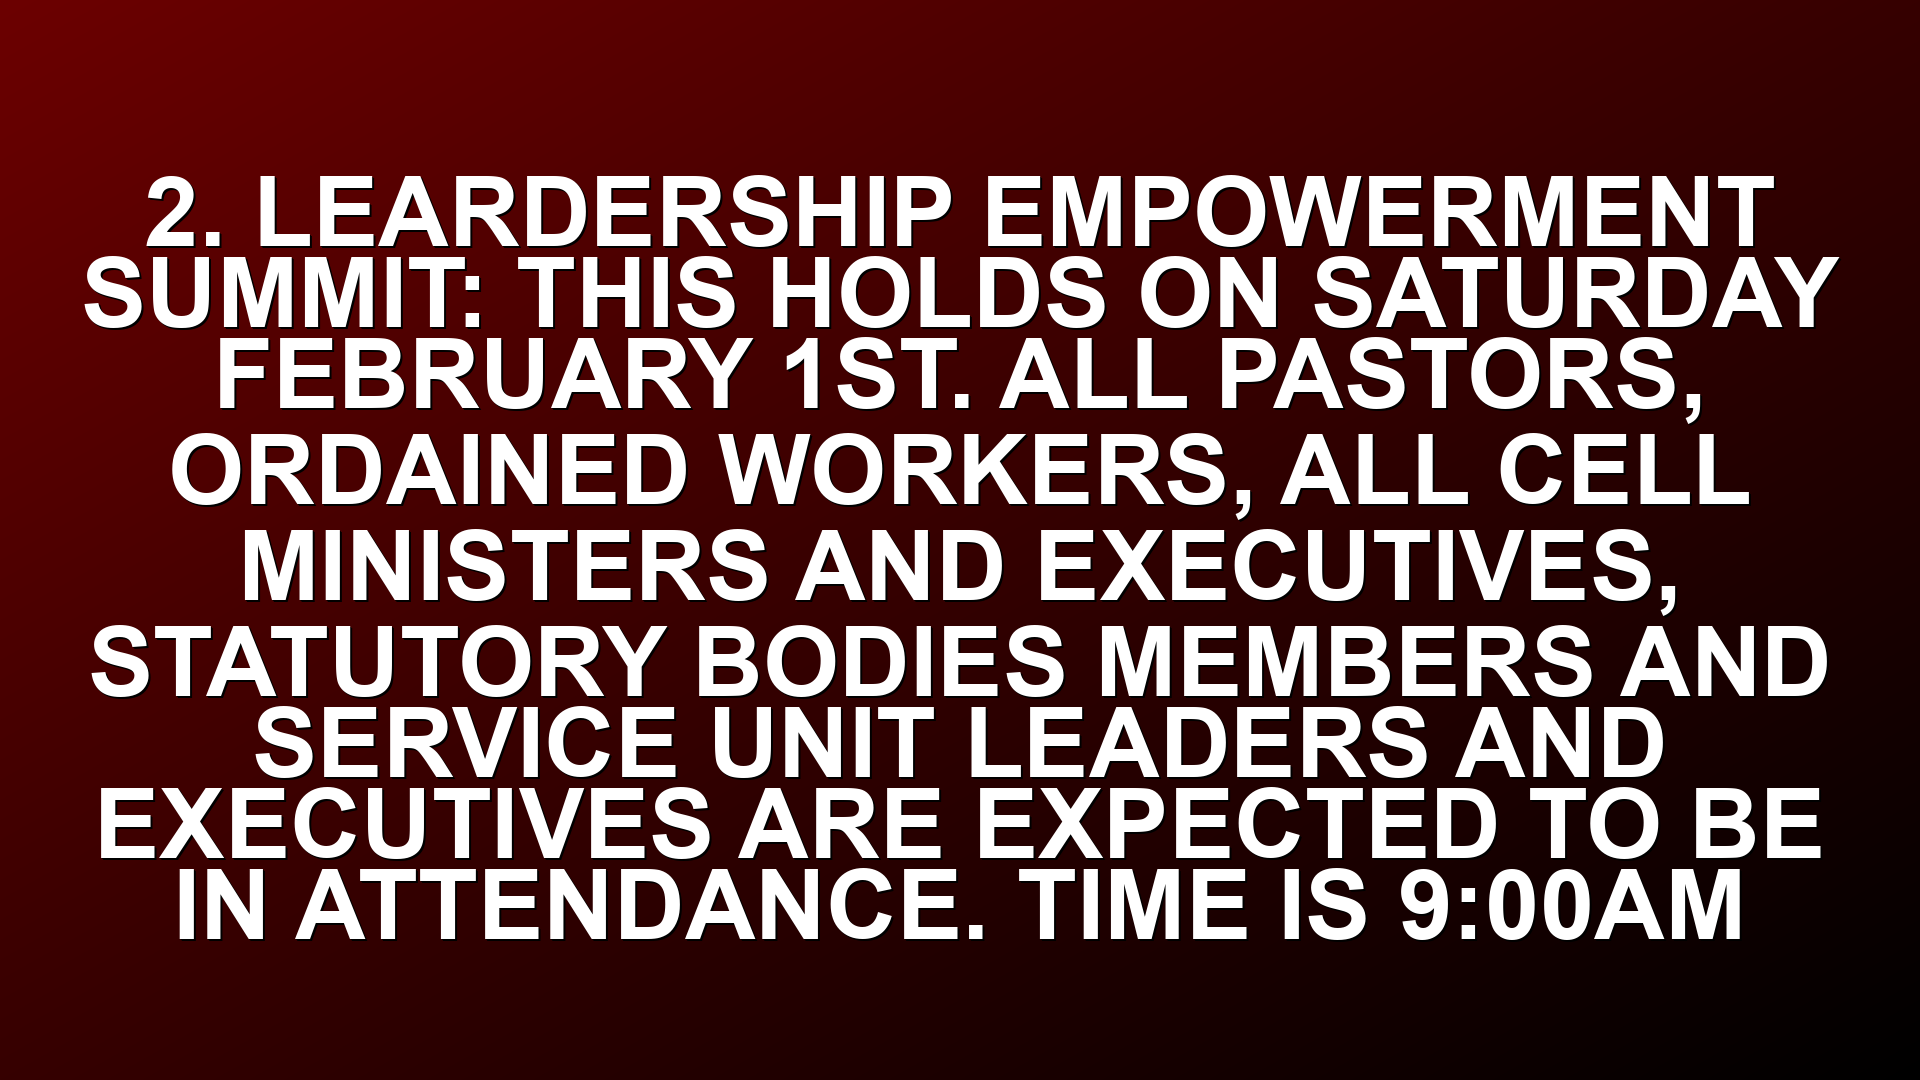 2. LEARDERSHIP EMPOWERMENT
SUMMIT: THIS HOLDS ON SATURDAY
FEBRUARY 1ST. ALL PASTORS,
ORDAINED WORKERS, ALL CELL
MINISTERS AND EXECUTIVES,
STATUTORY BODIES MEMBERS AND
SERVICE UNIT LEADERS AND
EXECUTIVES ARE EXPECTED TO BE
IN ATTENDANCE. TIME IS 9:00AM